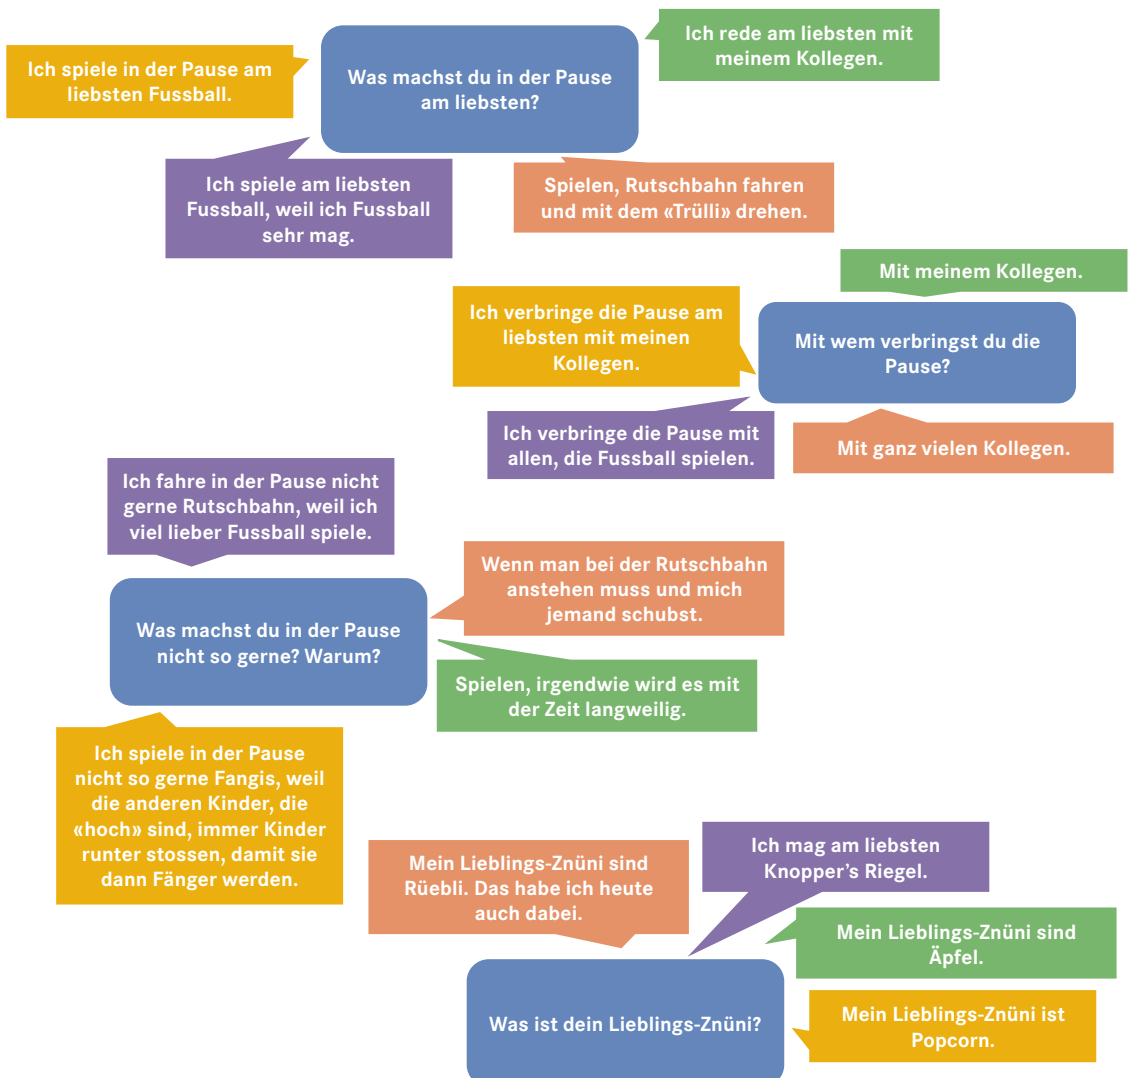 Ich spiele in der Pause am
liebsten Fussball.
Was machst du in der Pause
am liebsten?
Ich rede am liebsten mit
meinem Kollegen.
Ich spiele am liebsten
Fussball, weil ich Fussball
sehr mag.
Spielen, Rutschbahn fahren
und mit dem «Trülli» drehen.
Mit meinem Kollegen.
Ich verbringe die Pause am
liebsten mit meinen
Kollegen.
Mit wem verbringst du die
Pause?
Ich verbringe die Pause mit
allen, die Fussball spielen.
Mit ganz vielen Kollegen.
Ich fahre in der Pause nicht
gerne Rutschbahn, weil ich
viel lieber Fussball spiele.
Wenn man bei der Rutschbahn
anstehen muss und mich
jemand schubst.
Was machst du in der Pause
nicht so gerne? Warum?
Spielen, irgendwie wird es mit
der Zeit langweilig.
Ich spiele in der Pause
nicht so gerne Fangis, weil
die anderen Kinder, die
«hoch» sind, immer Kinder
runter stossen, damit sie
dann Fänger werden.
Mein Lieblings-Znüni sind
Rüebli. Das habe ich heute
auch dabei.
Ich mag am liebsten
Knopper's Riegel.
Mein Lieblings-Znüni sind
Äpfel.
Was ist dein Lieblings-Znüni?
Mein Lieblings-Znüni ist
Popcorn.